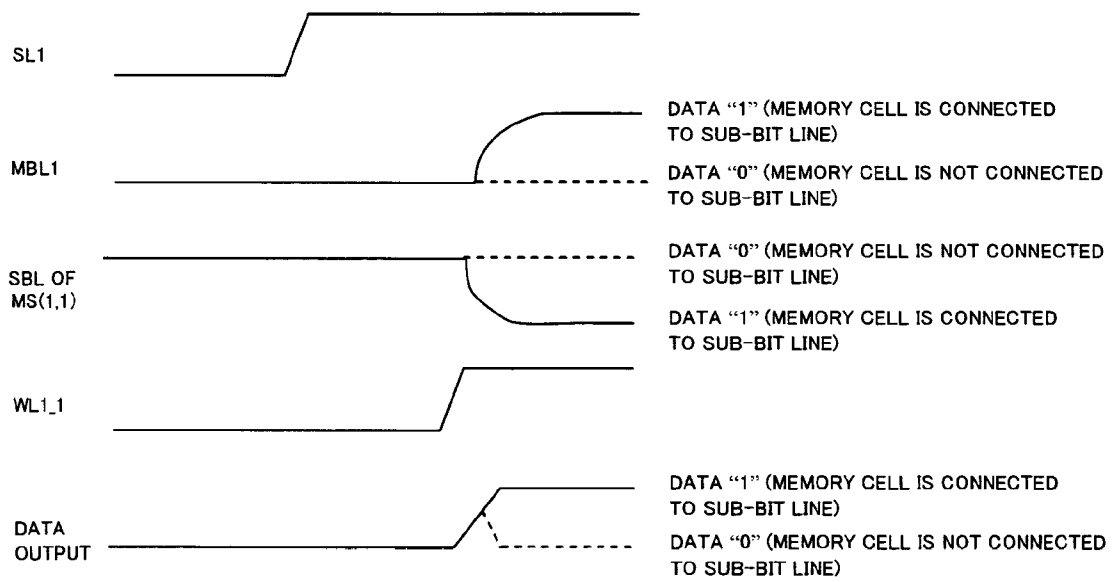 SL1
MBL1
DATA “1” (MEMORY CELL IS CONNECTED
TO SUB-BIT LINE)
DATA “0” (MEMORY CELL IS NOT CONNECTED
TO SUB-BIT LINE)
SBL OF
MS(1,1)
DATA “0” (MEMORY CELL IS NOT CONNECTED
TO SUB-BIT LINE)
DATA “1” (MEMORY CELL IS CONNECTED
TO SUB-BIT LINE)
WL1_1
DATA
OUTPUT
DATA “1” (MEMORY CELL IS CONNECTED
TO SUB-BIT LINE)
DATA “0” (MEMORY CELL IS NOT CONNECTED
TO SUB-BIT LINE)